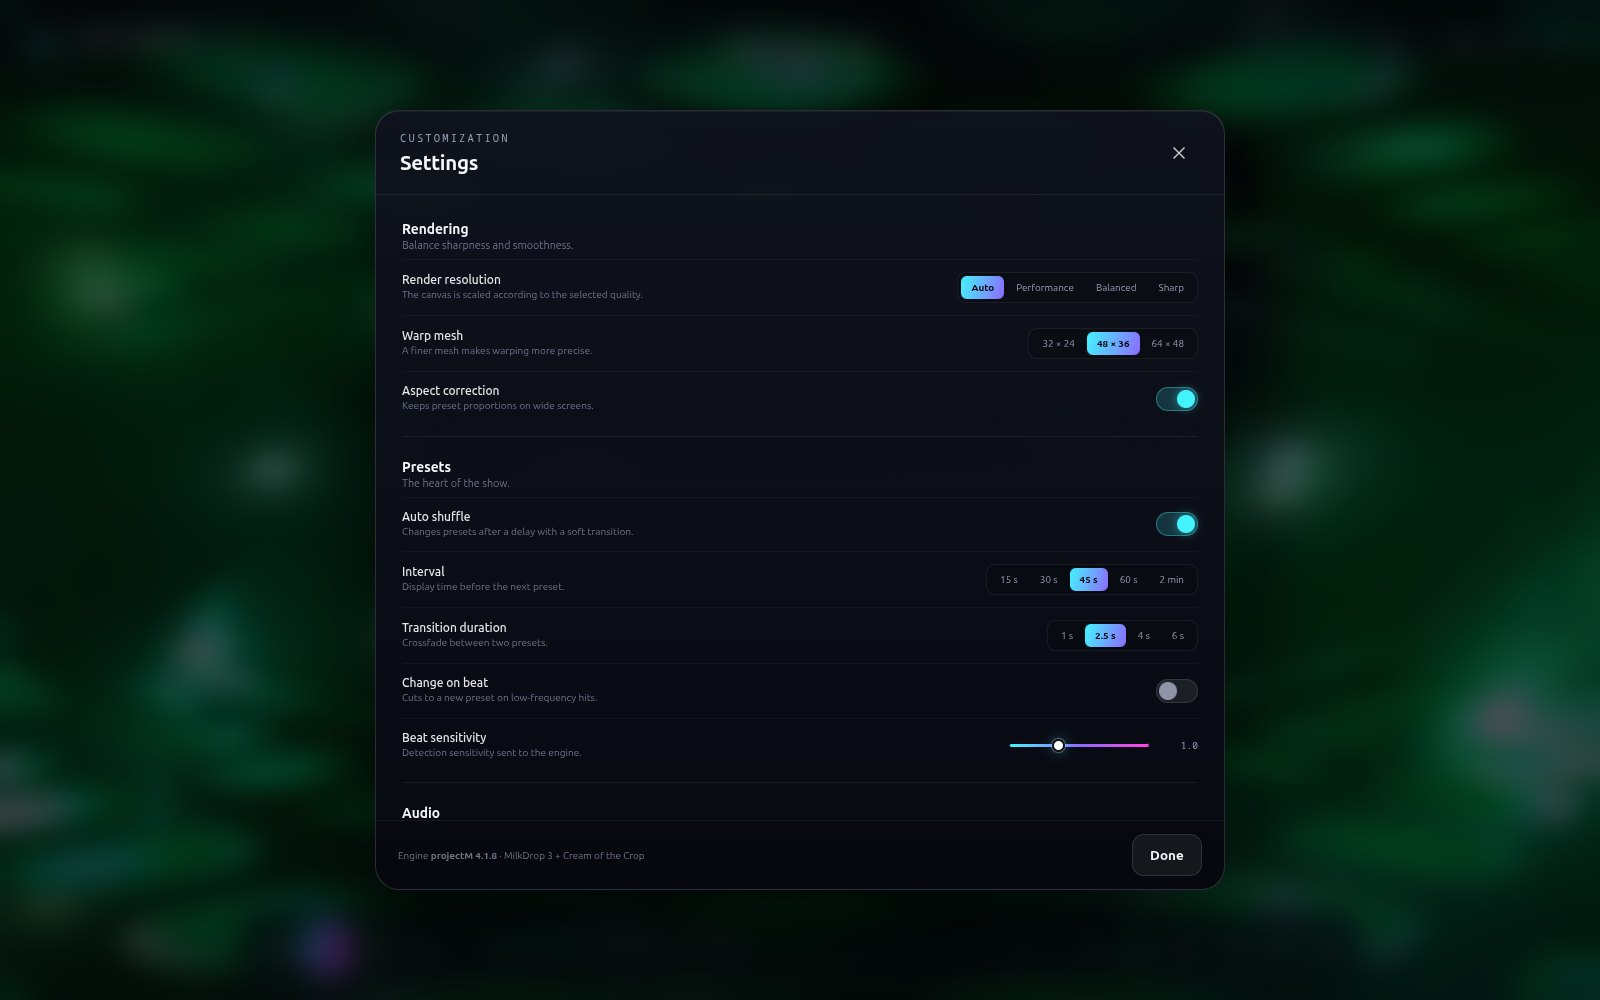 CUSTOMIZATION
Settings
Rendering
Balance sharpness and smoothness.
Render resolution
The canvas is scaled according to the selected quality.
Auto Performance Balanced Sharp
Warp mesh
A finer mesh makes warping more precise.
32 × 24 48 × 36 64 × 48
Aspect correction
Keeps preset proportions on wide screens.
Presets
The heart of the show.
Auto shuffle
Changes presets after a delay with a soft transition.
Interval
Display time before the next preset.
15 s 30 s 45 s 60 s 2 min
Transition duration
Crossfade between two presets.
1 s 2.5 s 4 s 6 s
Change on beat
Cuts to a new preset on low-frequency hits.
Beat sensitivity
Detection sensitivity sent to the engine.
1.0
Audio
Engine projectM 4.1.8 · MilkDrop 3 + Cream of the Crop
Done